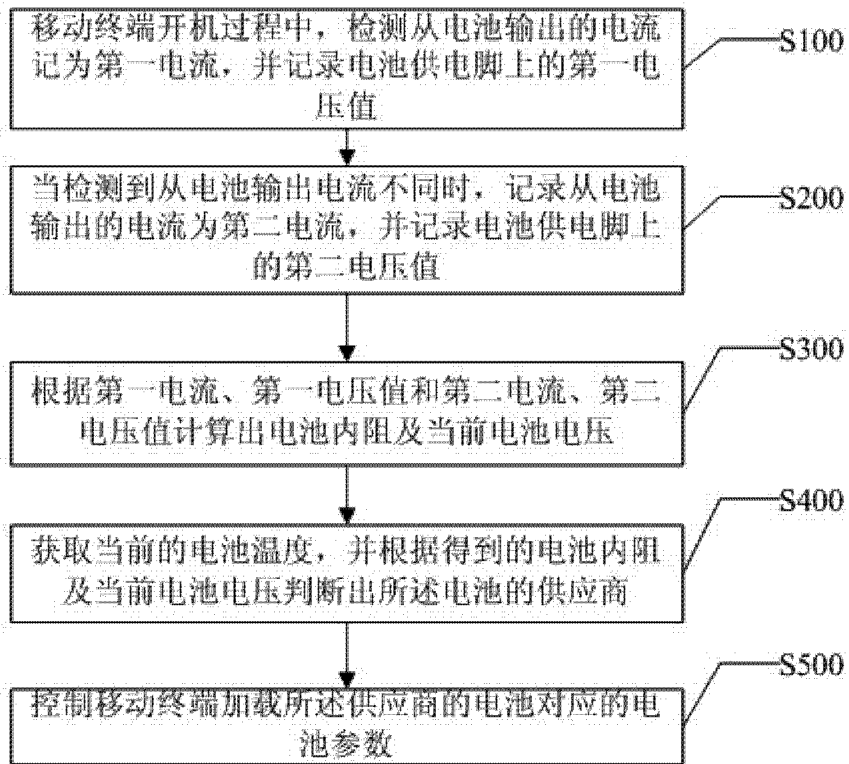 移动终端开机过程中，检测从电池输出的电流
记为第一电流，并记录电池供电脚上的第一电
压值
S100
当检测到从电池输出电流不同时，记录从电池
输出的电流为第二电流，并记录电池供电脚上
的第二电压值
S200
根据第一电流、第一电压值和第二电流、第二
电压值计算出电池内阻及当前电池电压
S300
获取当前的电池温度，并根据得到的电池内阻
及当前电池电压判断出所述电池的供应商
S400
控制移动终端加载所述供应商的电池对应的电
池参数
S500